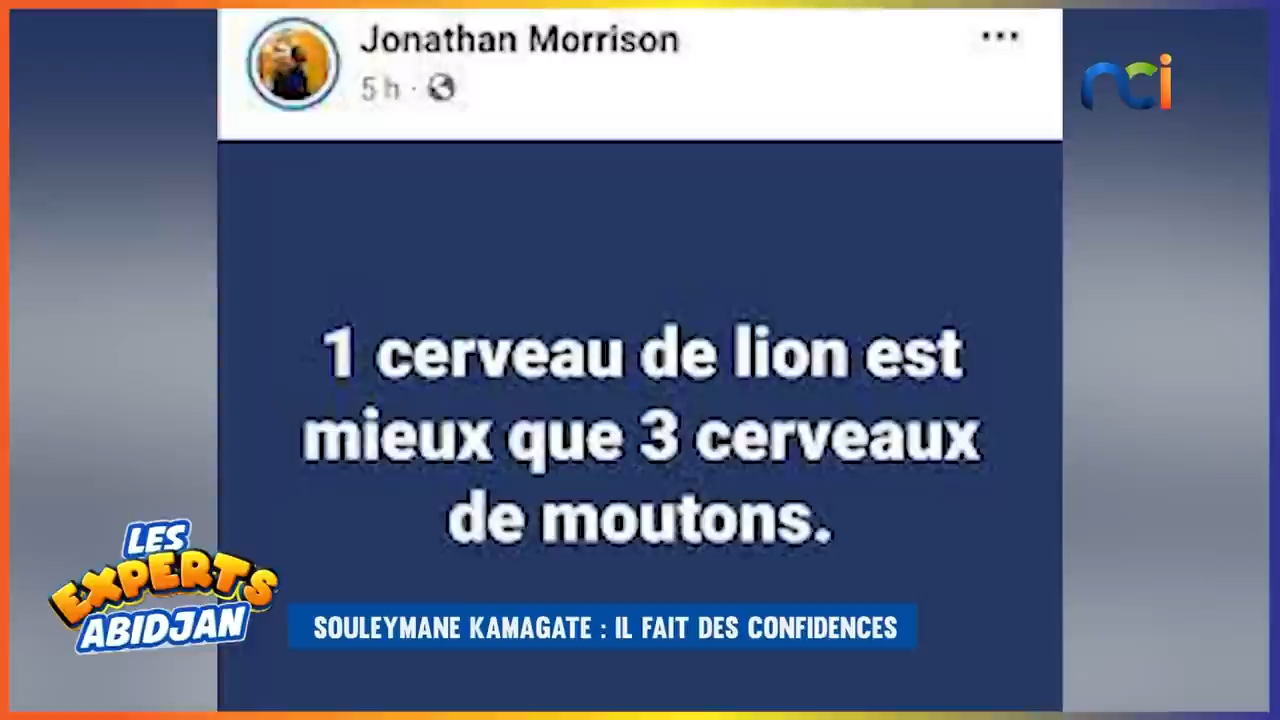 Jonathan Morrison
5 h ·
nci
1 cerveau de lion est
mieux que 3 cerveaux
de moutons.
LES
EXPERTS
ABIDJAN
SOULEYMANE KAMAGATE : IL FAIT DES CONFIDENCES